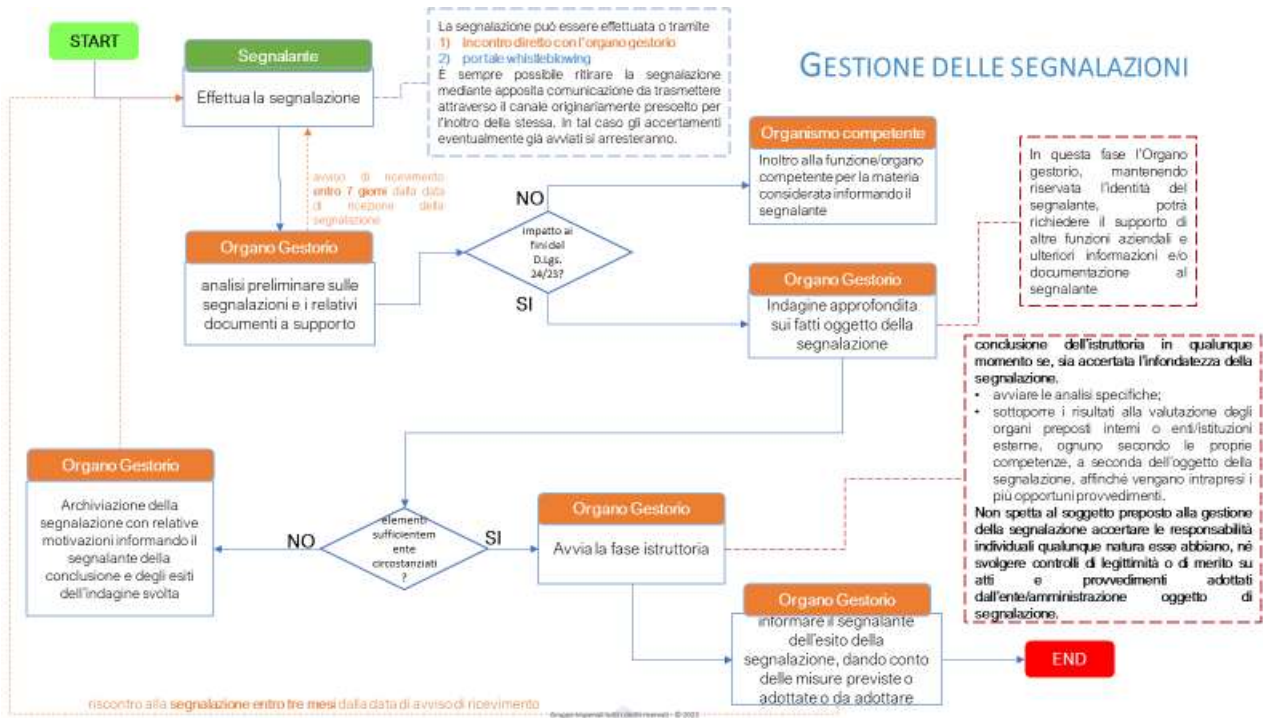 START
Segnalante
Effettua la segnalazione
La segnalazione può essere effettuata o tramite
1) incontro diretto con l'organo gestorio
2) portale whistleblowing
È sempre possibile ritirare la segnalazione
mediante apposita comunicazione da trasmettere
attraverso il canale originariamente prescelto per
l'inoltro della stessa. In tal caso gli accertamenti
eventualmente già avviati si arresteranno.
GESTIONE DELLE SEGNALAZIONI
avviso di ricevimento
entro 7 giorni dalla data
di ricezione della
segnalazione
Organo Gestorio
analisi preliminare sulle
segnalazioni e i relativi
documenti a supporto
impatto ai
fini del
D.Lgs.
24/23?
NO
SI
Organismo competente
Inoltro alla funzione/organo
competente per la materia
considerata informando il
segnalante
Organo Gestorio
Indagine approfondita
sui fatti oggetto della
segnalazione
In questa fase l'Organo
gestorio, mantenendo
riservata l'identità del
segnalante, potrà
richiedere il supporto di
altre funzioni aziendali e
ulteriori informazioni e/o
documentazione al
segnalante
conclusione dell'istruttoria in qualunque
momento se, sia accertata l'infondatezza della
segnalazione.
• avviare le analisi specifiche;
• sottoporre i risultati alla valutazione degli
organi preposti interni o enti/istituzioni
esterne, ognuno secondo le proprie
competenze, a seconda dell'oggetto della
segnalazione, affinché vengano intrapresi i
più opportuni provvedimenti.
Non spetta al soggetto preposto alla gestione
della segnalazione accertare le responsabilità
individuali qualunque natura esse abbiano, né
svolgere controlli di legittimità o di merito su
atti e provvedimenti adottati
dall'ente/amministrazione oggetto di
segnalazione.
Organo Gestorio
Archiviazione della
segnalazione con relative
motivazioni informando il
segnalante della
conclusione e degli esiti
dell'indagine svolta
NO
elementi
sufficientem
ente
circostanziati
?
SI
Organo Gestorio
Avvia la fase istruttoria
Organo Gestorio
informare il segnalante
dell'esito della
segnalazione, dando conto
delle misure previste o
adottate o da adottare
END
riscontro alla segnalazione entro tre mesi dalla data di avviso di ricevimento